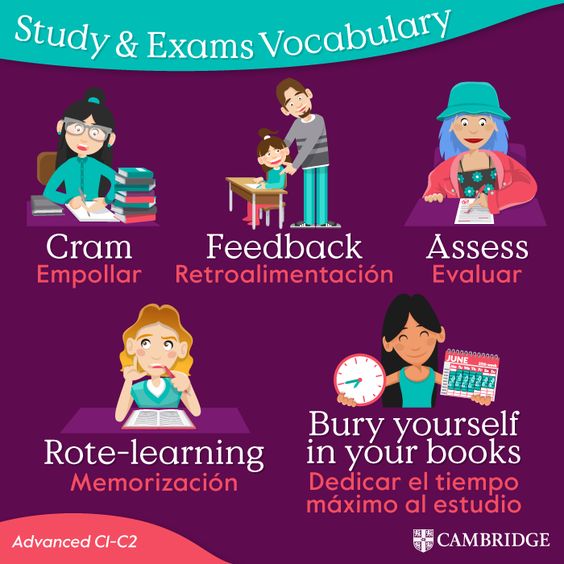 Study & Exams Vocabulary
Cram
Empollar
Feedback
Retroalimentación
Assess
Evaluar
Rote-learning
Memorización
JUNE
Bury yourself
in your books
Dedicar el tiempo
máximo al estudio
Advanced C1-C2
CAMBRIDGE